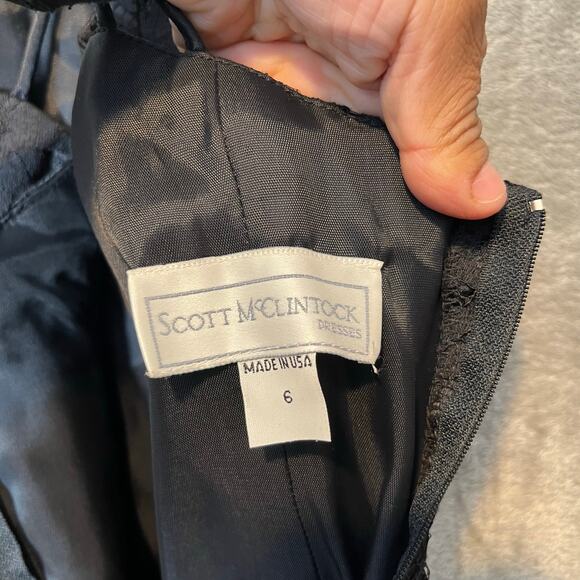 SCOTT McCLINTOCK
DRESSES
MADE IN USA
6